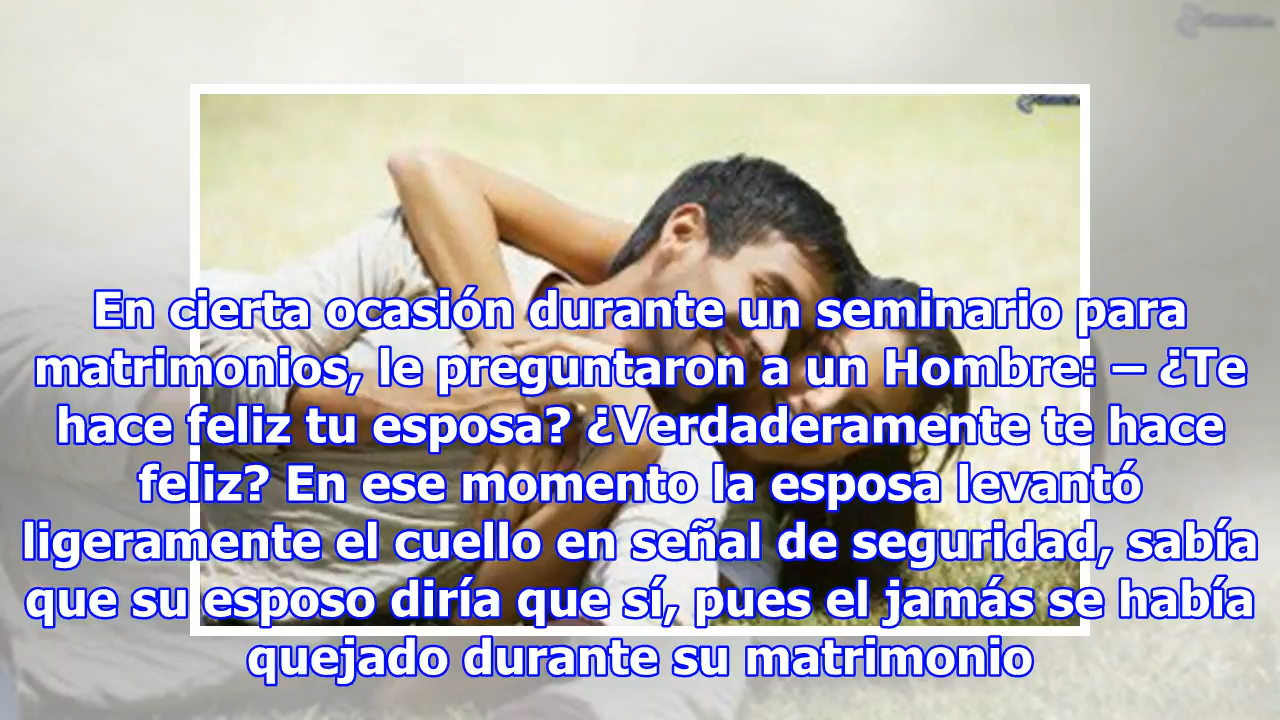 En cierta ocasión durante un seminario para
matrimonios, le preguntaron a un Hombre: – ¿Te
hace feliz tu esposa? ¿Verdaderamente te hace
feliz? En ese momento la esposa levantó
ligeramente el cuello en señal de seguridad, sabía
que su esposo diría que sí, pues el jamás se había
quejado durante su matrimonio